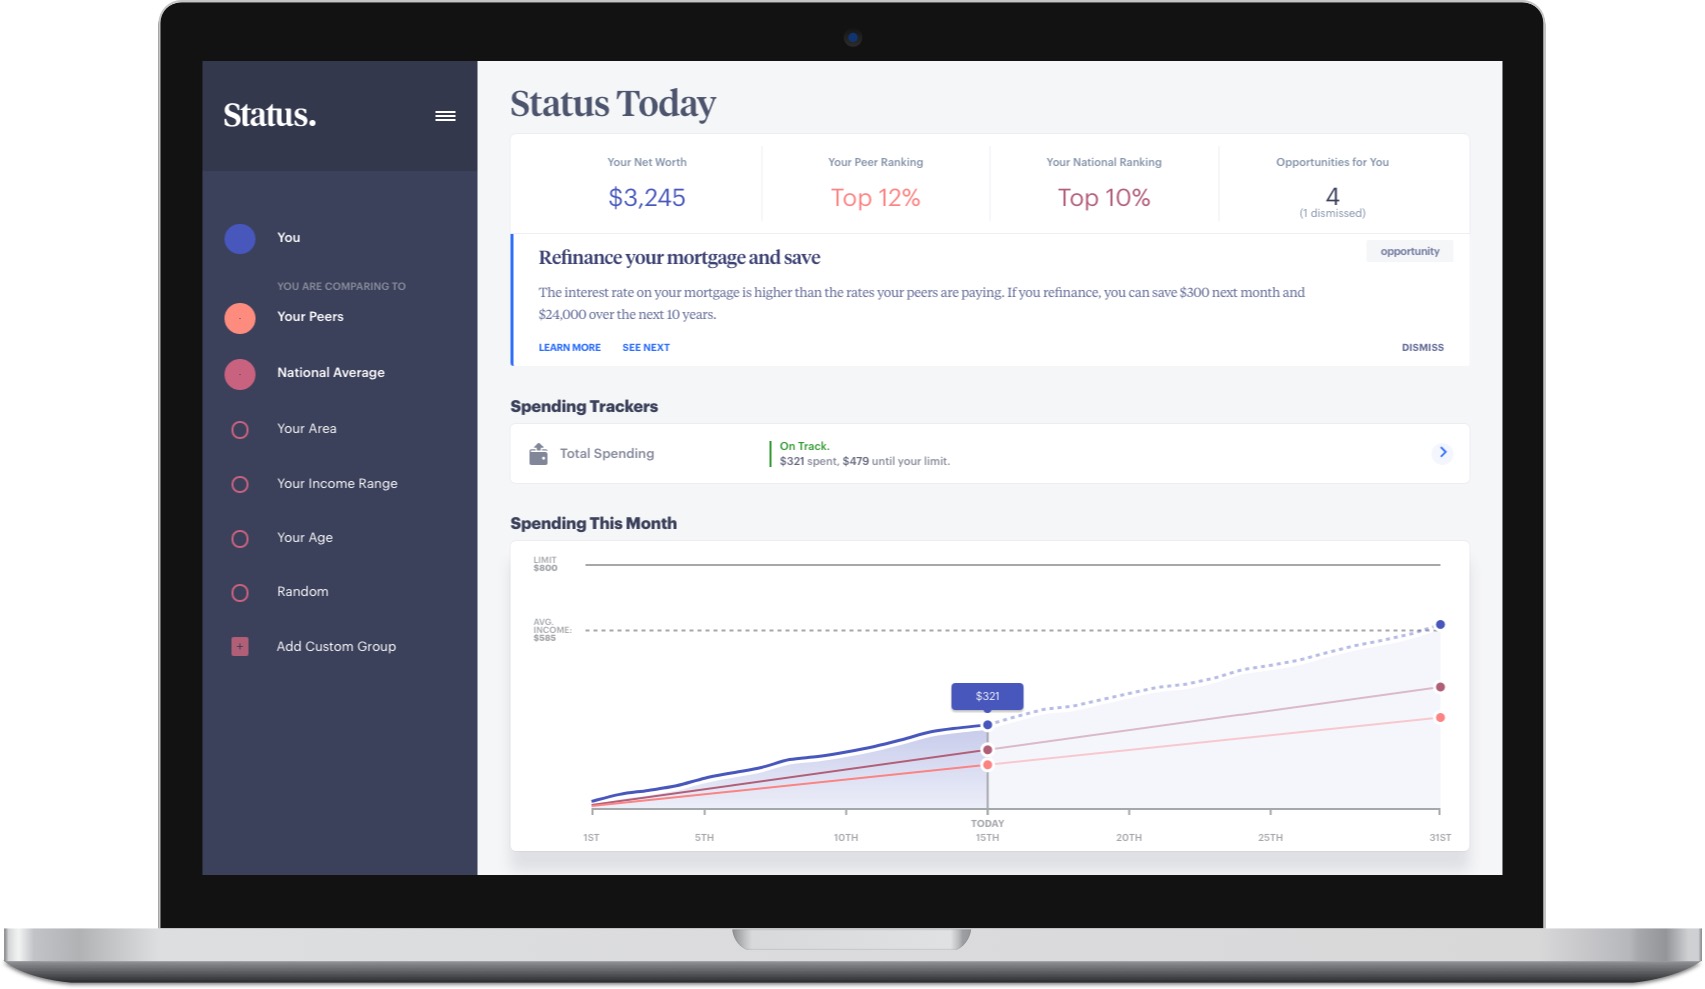 Status.
You
YOU ARE COMPARING TO
Your Peers
National Average
Your Area
Your Income Range
Your Age
Random
+
Add Custom Group
Status Today
Your Net Worth
$3,245
Your Peer Ranking
Top 12%
Your National Ranking
Top 10%
Opportunities for You
4
(1 dismissed)
Refinance your mortgage and save
opportunity
The interest rate on your mortgage is higher than the rates your peers are paying. If you refinance, you can save $300 next month and
$24,000 over the next 10 years.
LEARN MORE
SEE NEXT
DISMISS
Spending Trackers
Total Spending
On Track.
$321 spent, $479 until your limit.
Spending This Month
LIMIT
$800
AVG.
INCOME:
$585
$321
TODAY
1ST
5TH
10TH
15TH
20TH
25TH
31ST